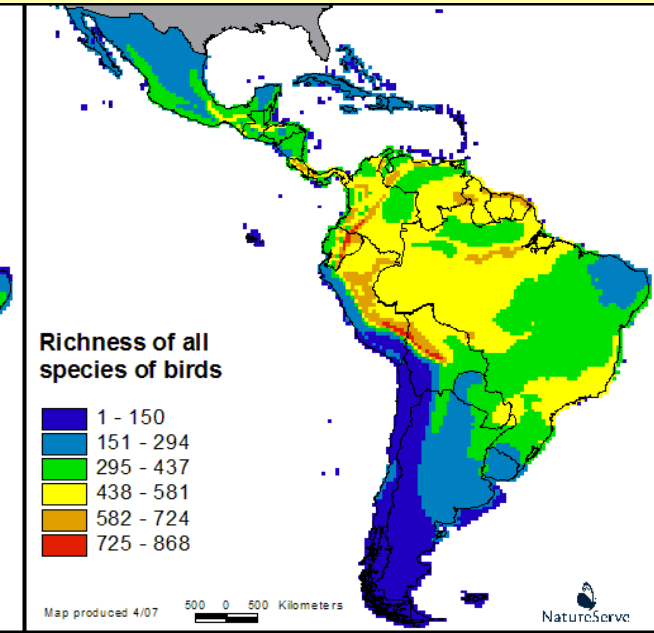 Richness of all
species of birds
1 - 150
151 - 294
295 - 437
438 - 581
582 - 724
725 - 868
Map produced 4/07
500 0 500 Kilometers
NatureServe